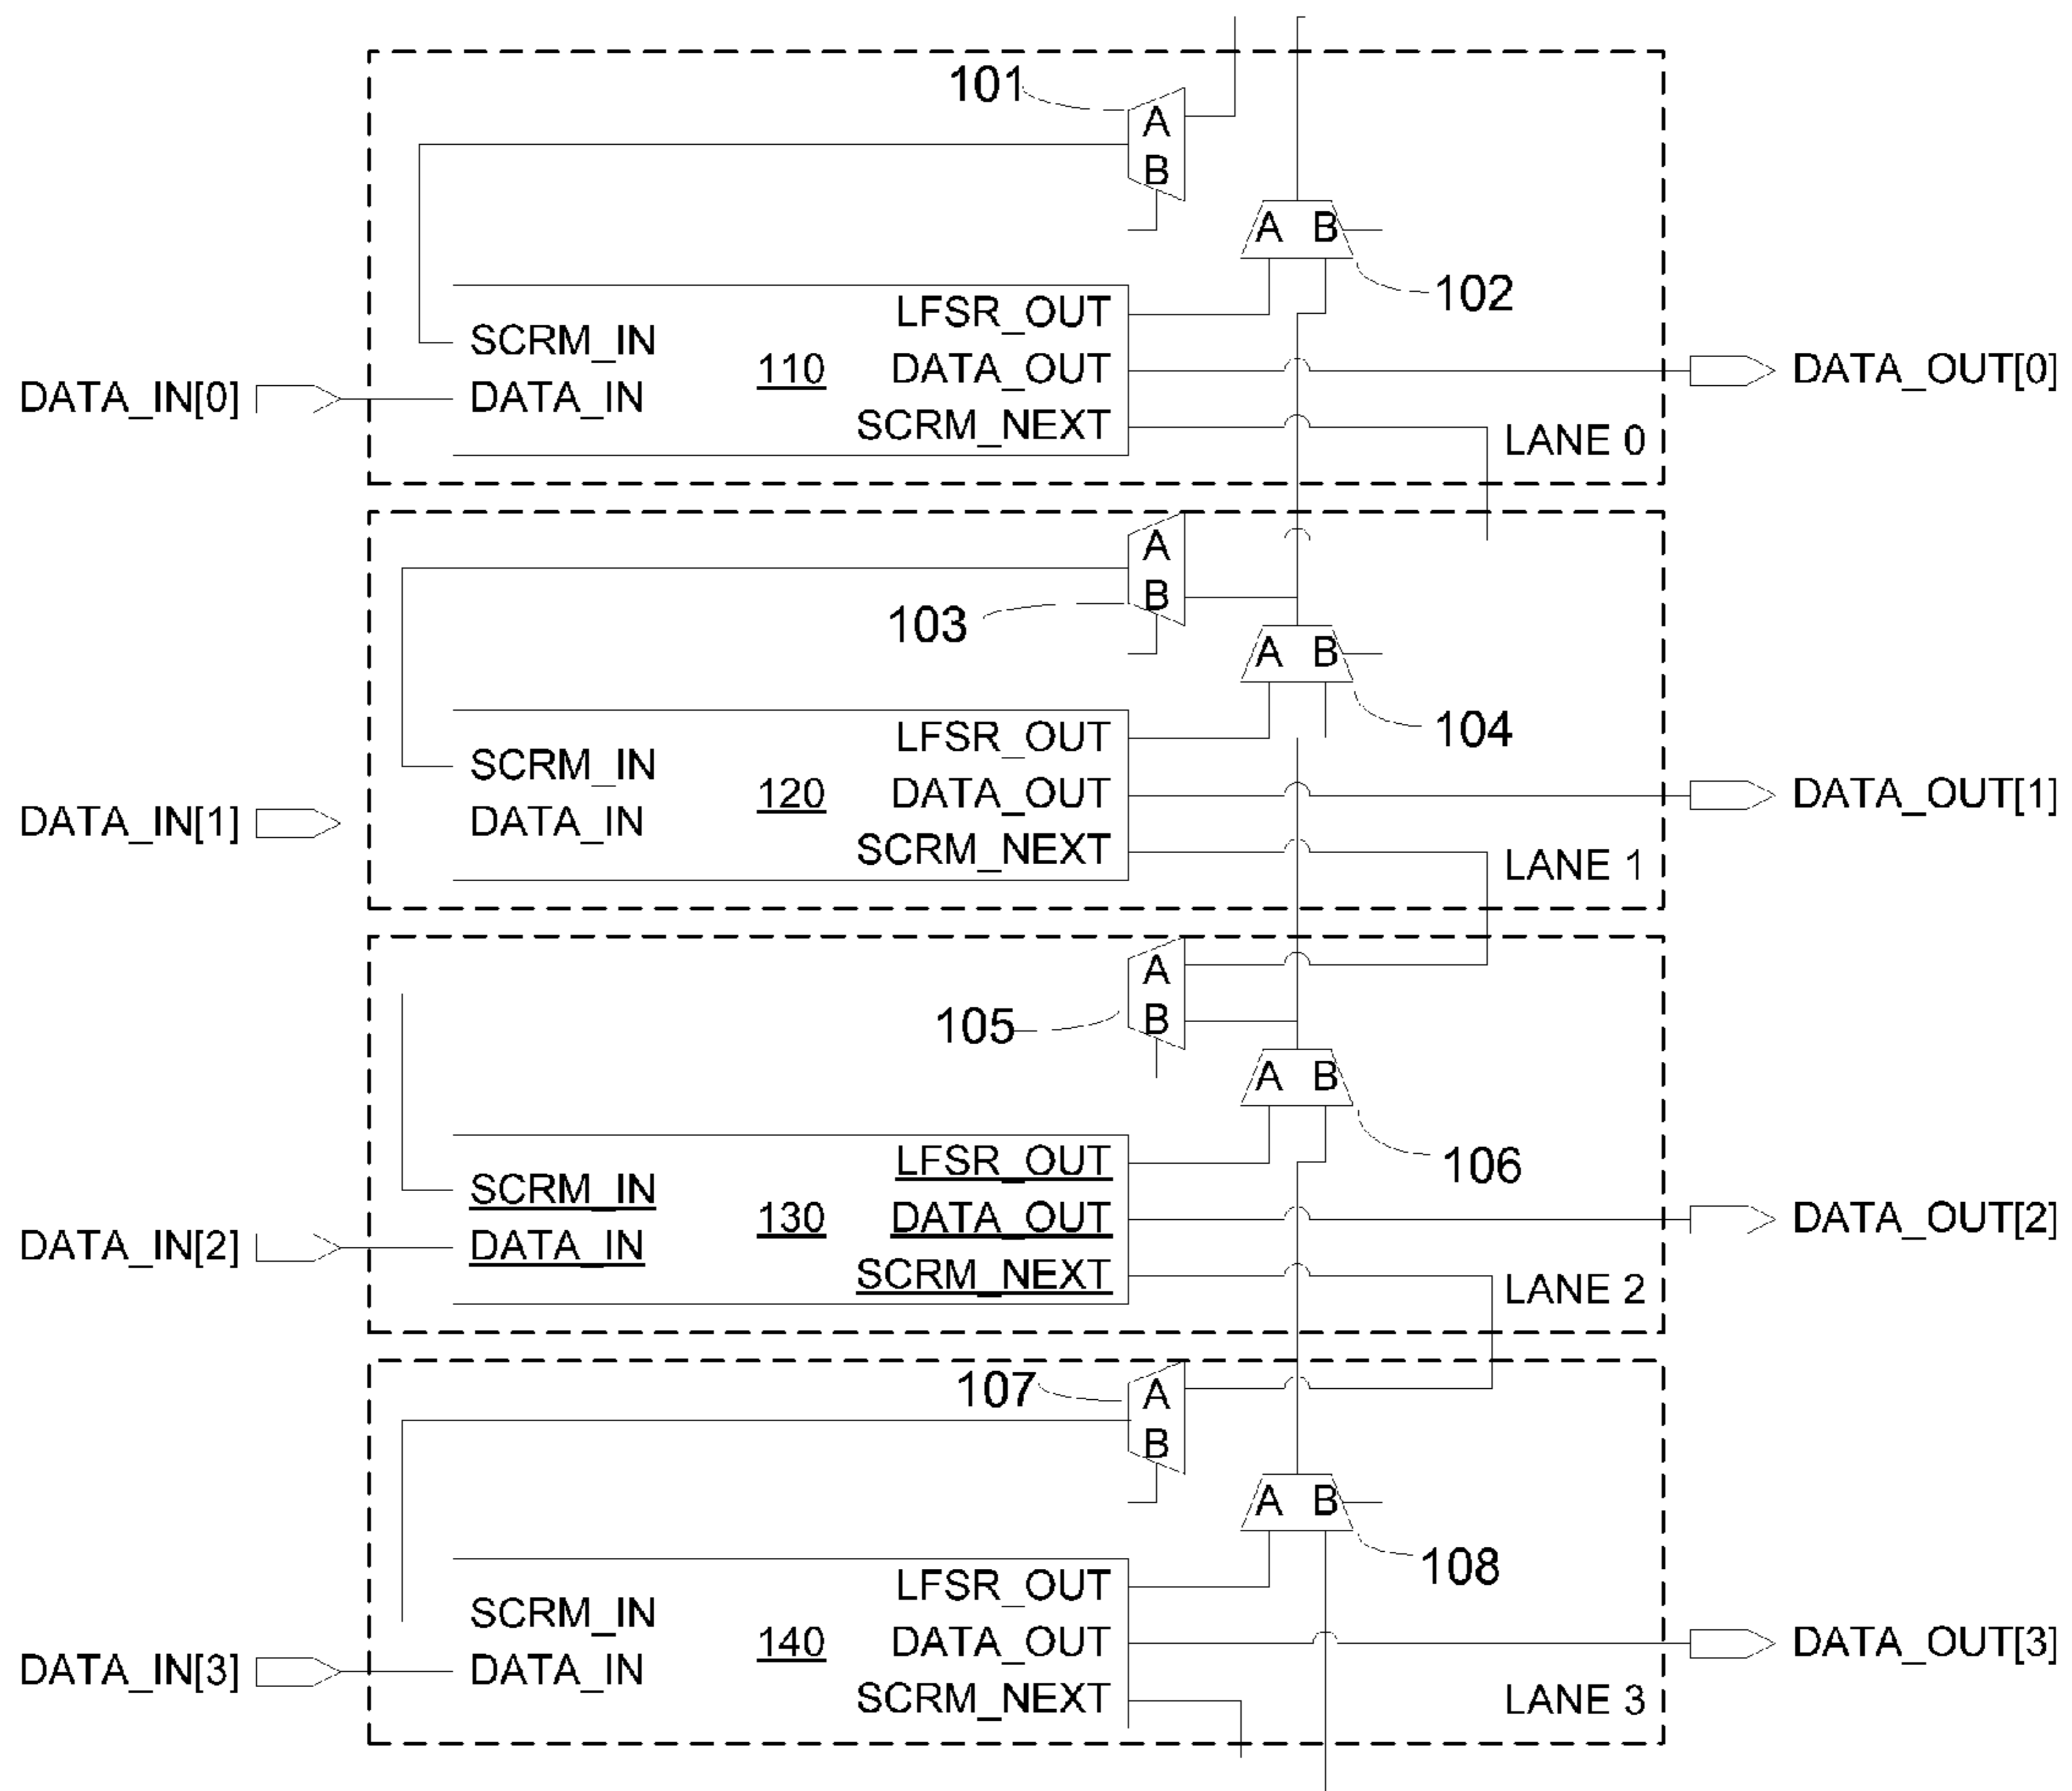 101
A
B
A B
102
LFSR_OUT
SCRM_IN
110
DATA_OUT
DATA_OUT[0]
DATA_IN[0]
DATA_IN
SCRM_NEXT
LANE 0
A
B
103
A B
104
LFSR_OUT
SCRM_IN
120
DATA_OUT
DATA_OUT[1]
DATA_IN[1]
DATA_IN
SCRM_NEXT
LANE 1
A
B
105
A B
106
LFSR_OUT
SCRM_IN
130
DATA_OUT
DATA_OUT[2]
DATA_IN[2]
DATA_IN
SCRM_NEXT
LANE 2
107
A
B
A B
108
LFSR_OUT
SCRM_IN
140
DATA_OUT
DATA_OUT[3]
DATA_IN[3]
DATA_IN
SCRM_NEXT
LANE 3